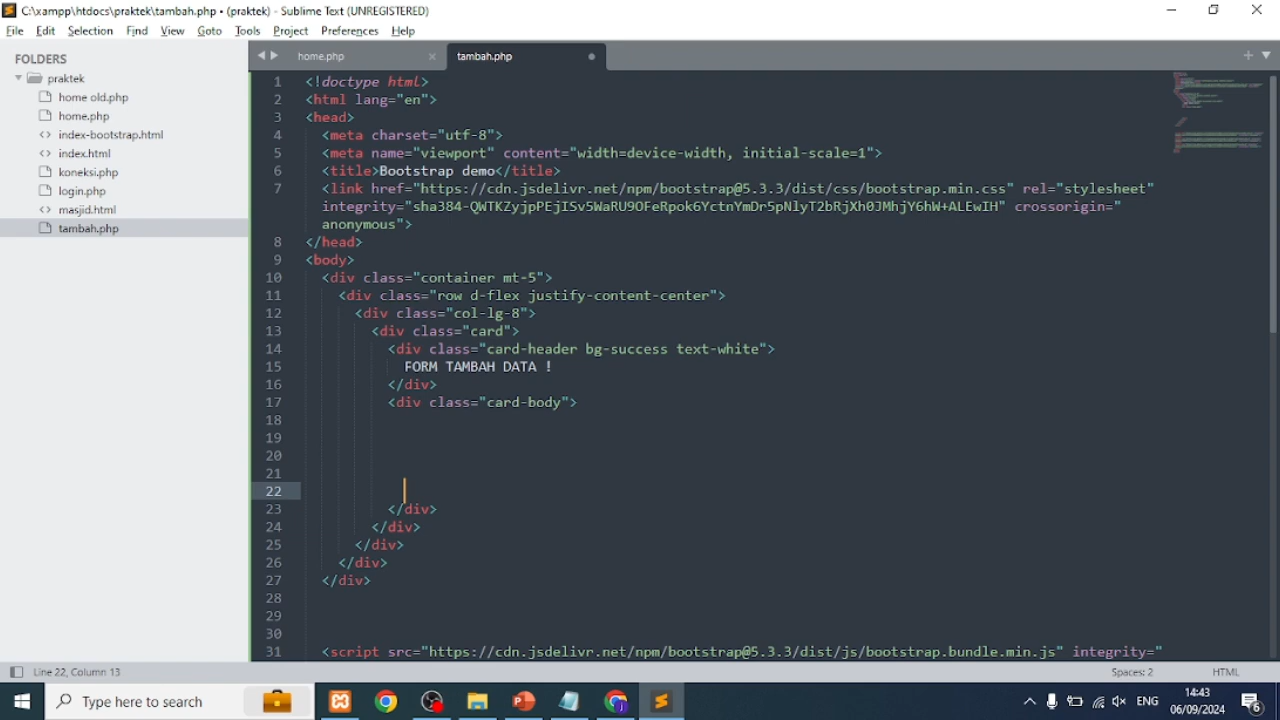 C:\xampp\htdocs\praktek\tambah.php • (praktek) - Sublime Text (UNREGISTERED)
File Edit Selection Find View Goto Tools Project Preferences Help
FOLDERS
praktek
home old.php
home.php
index-bootstrap.html
index.html
koneksi.php
login.php
masjid.html
tambah.php
home.php
tambah.php
1 <!doctype html>
2 <html lang="en">
3 <head>
4 <meta charset="utf-8">
5 <meta name="viewport" content="width=device-width, initial-scale=1">
6 <title>Bootstrap demo</title>
7 <link href="https://cdn.jsdelivr.net/npm/bootstrap@5.3.3/dist/css/bootstrap.min.css" rel="stylesheet"
integrity="sha384-QWTKZyjpPEjISv5WaRU9OFeRpok6YctnYmDr5pNlyT2bRjXh0JMhjY6hW+ALEwIH" crossorigin="
anonymous">
8 </head>
9 <body>
10 <div class="container mt-5">
11 <div class="row d-flex justify-content-center">
12 <div class="col-lg-8">
13 <div class="card">
14 <div class="card-header bg-success text-white">
15 FORM TAMBAH DATA !
16 </div>
17 <div class="card-body">
18
19
20
21
22
23 </div>
24 </div>
25 </div>
26 </div>
27 </div>
28
29
30
31 <script src="https://cdn.jsdelivr.net/npm/bootstrap@5.3.3/dist/js/bootstrap.bundle.min.js" integrity="
Line 22, Column 13
Spaces: 2
HTML
Type here to search
ENG
14:43
06/09/2024
6